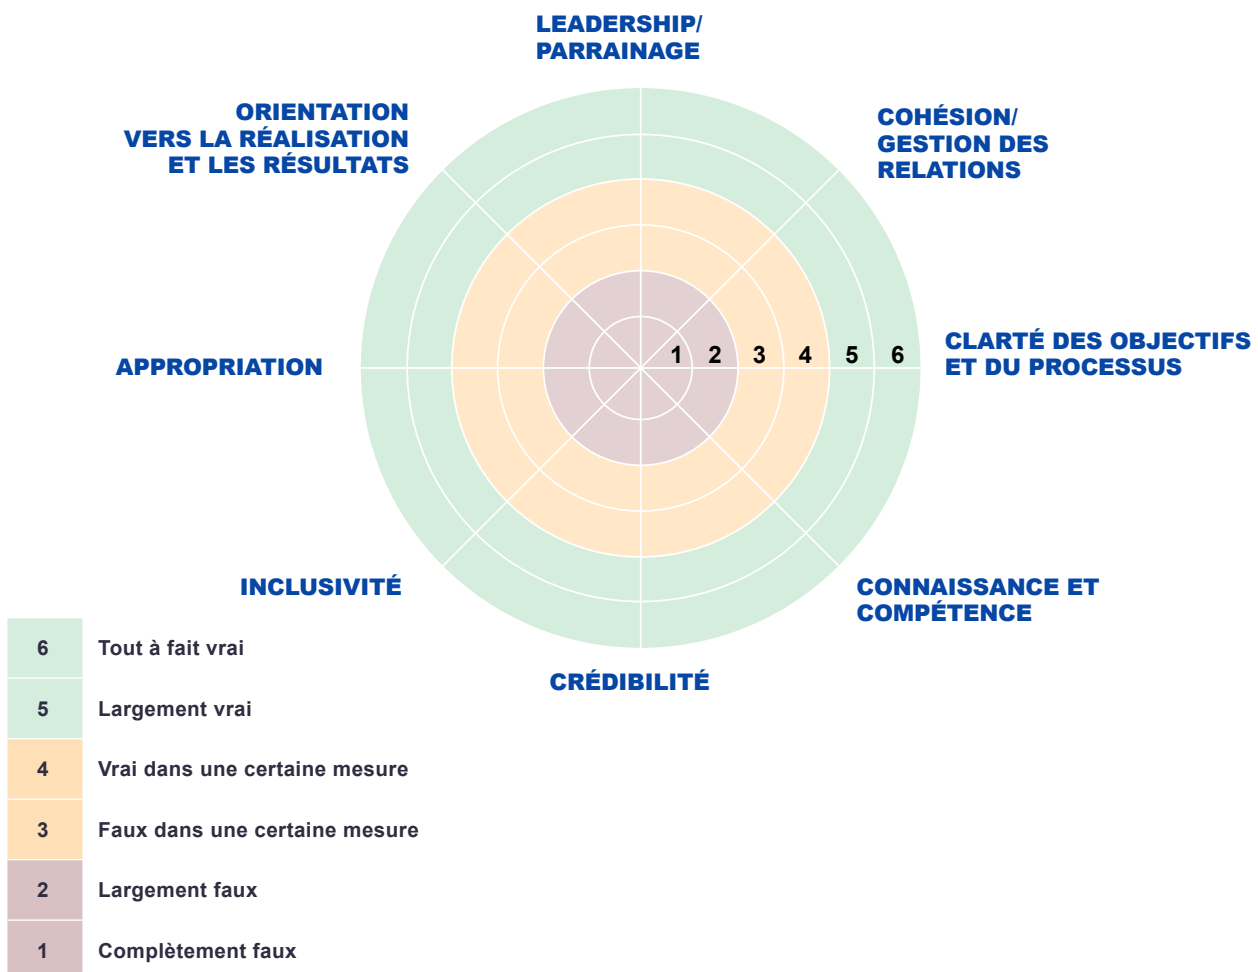 LEADERSHIP/
PARRAINAGE
ORIENTATION
VERS LA RÉALISATION
ET LES RÉSULTATS
COHÉSION/
GESTION DES
RELATIONS
APPROPRIATION
1 2 3 4 5 6
CLARTÉ DES OBJECTIFS
ET DU PROCESSUS
INCLUSIVITÉ
CONNAISSANCE ET
COMPÉTENCE
CRÉDIBILITÉ
6 Tout à fait vrai
5 Largement vrai
4 Vrai dans une certaine mesure
3 Faux dans une certaine mesure
2 Largement faux
1 Complètement faux